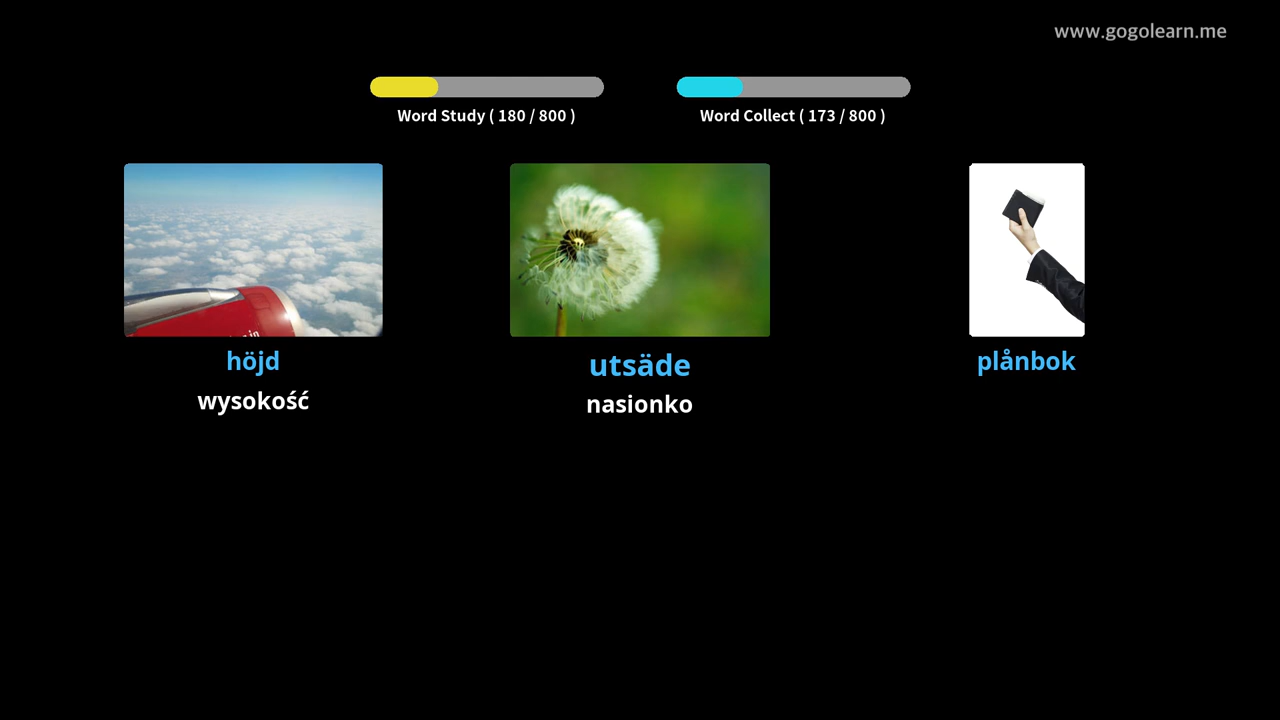 www.gogolearn.me
Word Study ( 180 / 800 )
Word Collect ( 173 / 800 )
höjd
utsäde
plånbok
wysokość
nasionko